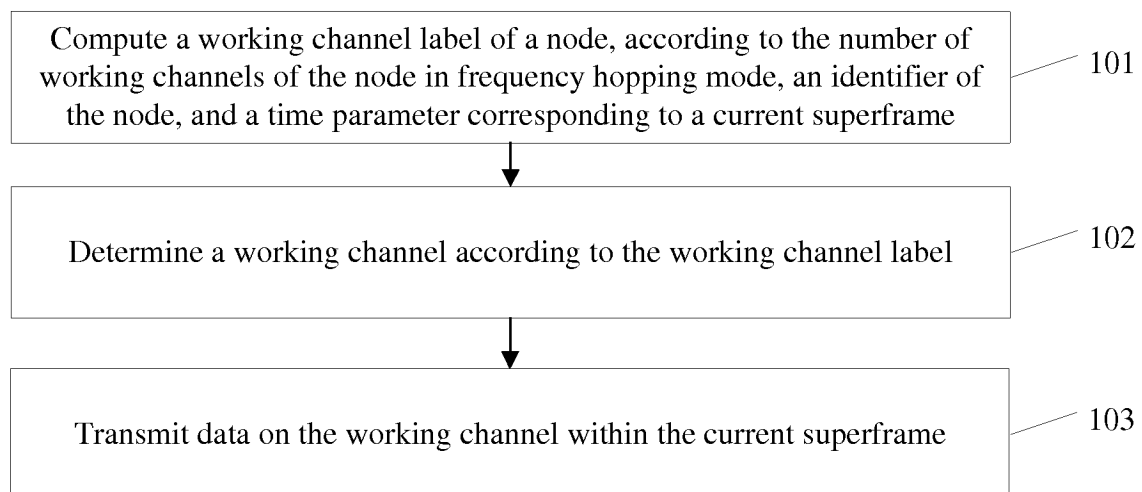 Compute a working channel label of a node, according to the number of
working channels of the node in frequency hopping mode, an identifier of
the node, and a time parameter corresponding to a current superframe
101
Determine a working channel according to the working channel label
102
Transmit data on the working channel within the current superframe
103